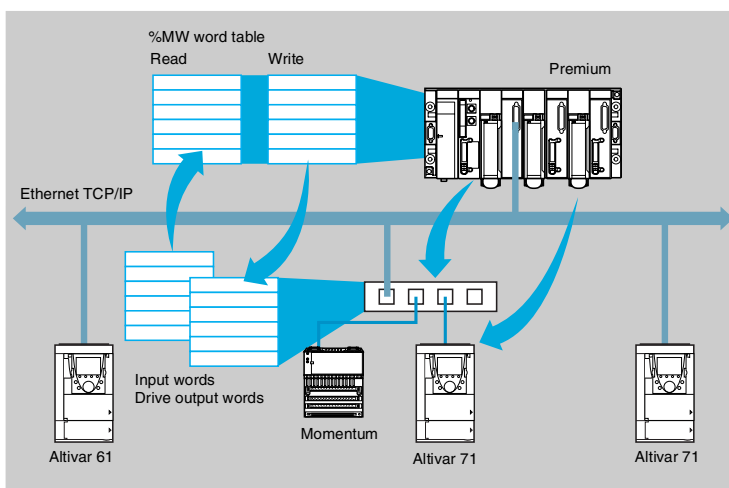 %MW word table
Read
Write
Premium
Ethernet TCP/IP
Input words
Drive output words
Momentum
Altivar 61
Altivar 71
Altivar 71